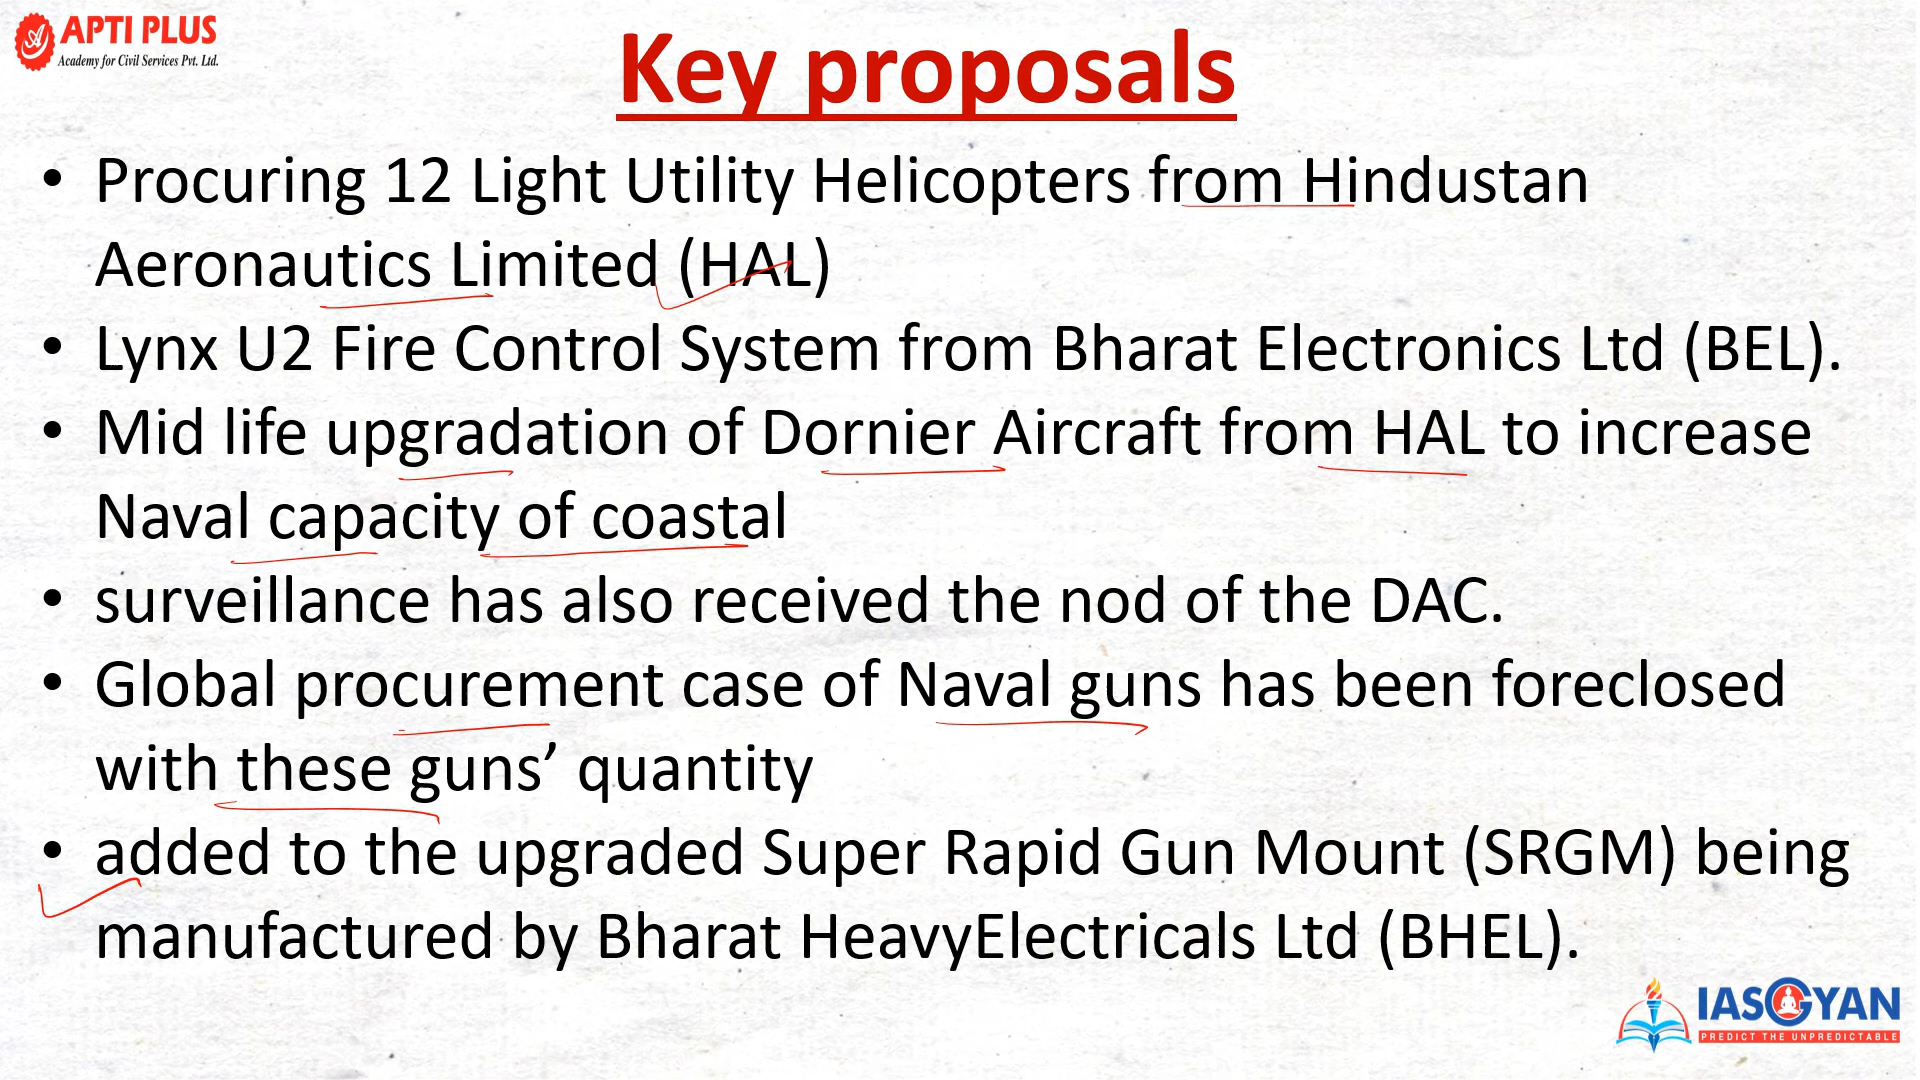 APTI PLUS
Academy for Civil Services Pvt. Ltd.
Key proposals
• Procuring 12 Light Utility Helicopters from Hindustan
Aeronautics Limited (HAL)
• Lynx U2 Fire Control System from Bharat Electronics Ltd (BEL).
• Mid life upgradation of Dornier Aircraft from HAL to increase
Naval capacity of coastal
• surveillance has also received the nod of the DAC.
• Global procurement case of Naval guns has been foreclosed
with these guns’ quantity
• added to the upgraded Super Rapid Gun Mount (SRGM) being
manufactured by Bharat HeavyElectricals Ltd (BHEL).
IASGYAN
PREDICT THE UNPREDICTABLE